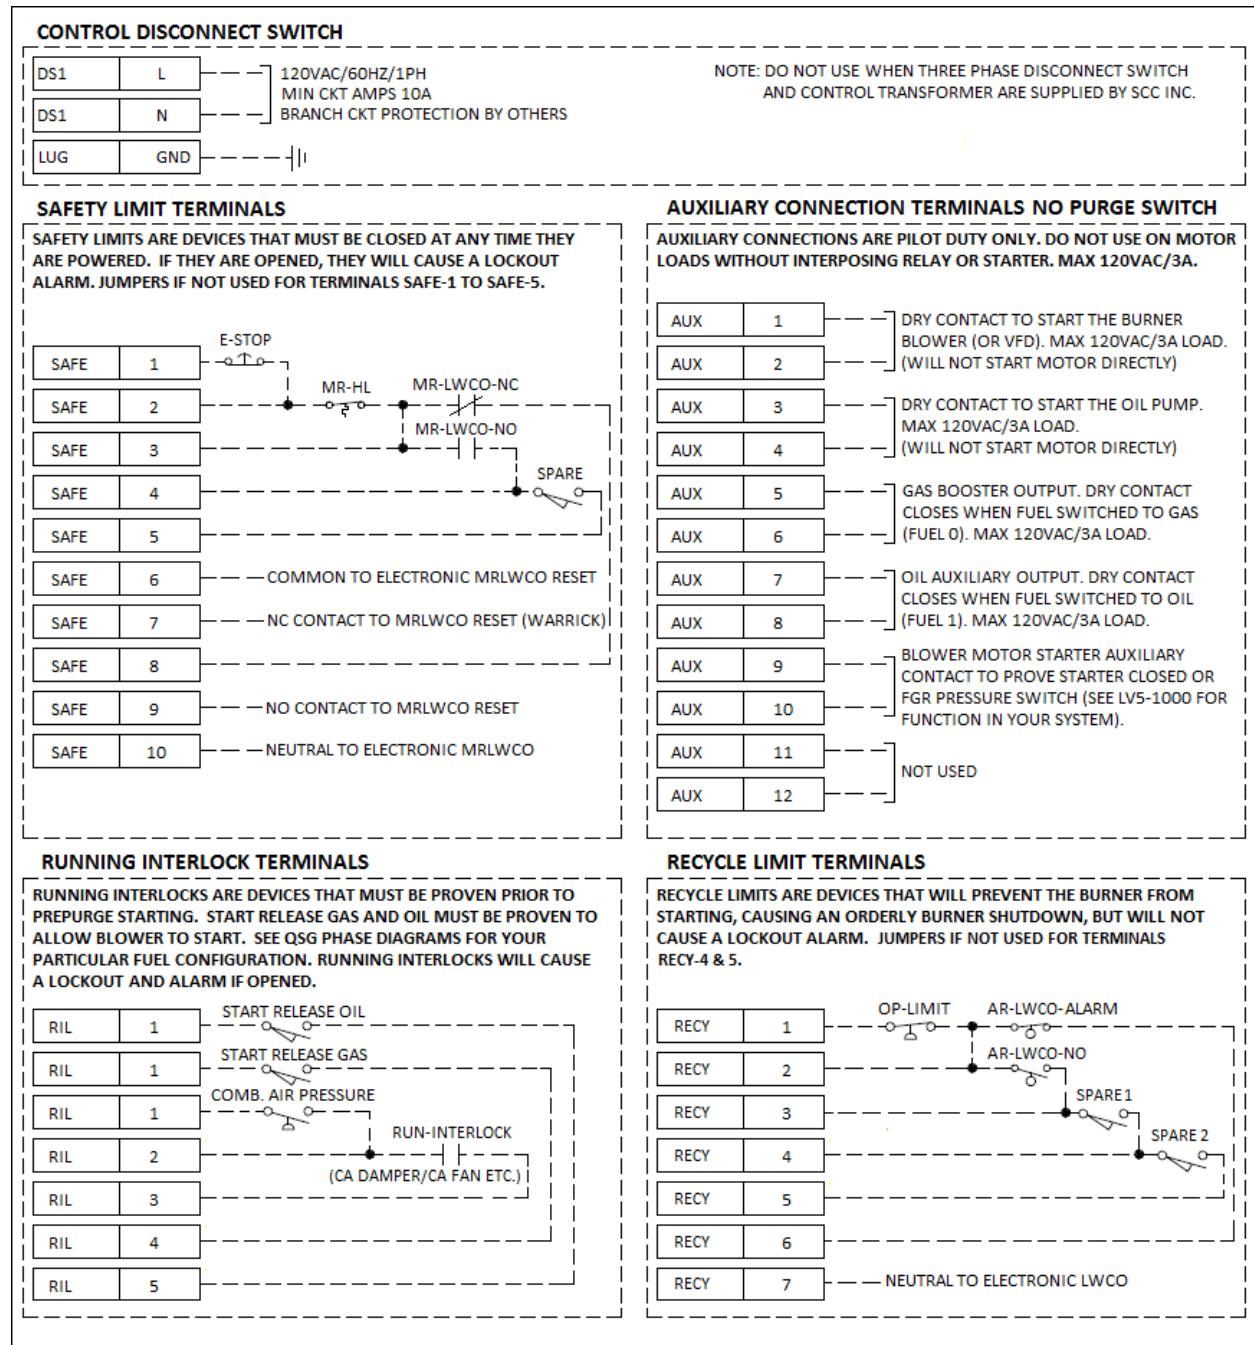 CONTROL DISCONNECT SWITCH
DS1 L
120VAC/60HZ/1PH
MIN CKT AMPS 10A
DS1 N
BRANCH CKT PROTECTION BY OTHERS
LUG GND
NOTE: DO NOT USE WHEN THREE PHASE DISCONNECT SWITCH
AND CONTROL TRANSFORMER ARE SUPPLIED BY SCC INC.
SAFETY LIMIT TERMINALS
SAFETY LIMITS ARE DEVICES THAT MUST BE CLOSED AT ANY TIME THEY
ARE POWERED. IF THEY ARE OPENED, THEY WILL CAUSE A LOCKOUT
ALARM. JUMPERS IF NOT USED FOR TERMINALS SAFE-1 TO SAFE-5.
E-STOP
SAFE 1
MR-HL
MR-LWCO-NC
SAFE 2
MR-LWCO-NO
SAFE 3
SPARE
SAFE 4
SAFE 5
SAFE 6 COMMON TO ELECTRONIC MRLWCO RESET
SAFE 7 NC CONTACT TO MRLWCO RESET (WARRICK)
SAFE 8
SAFE 9 NO CONTACT TO MRLWCO RESET
SAFE 10 NEUTRAL TO ELECTRONIC MRLWCO
AUXILIARY CONNECTION TERMINALS NO PURGE SWITCH
AUXILIARY CONNECTIONS ARE PILOT DUTY ONLY. DO NOT USE ON MOTOR
LOADS WITHOUT INTERPOSING RELAY OR STARTER. MAX 120VAC/3A.
AUX 1
DRY CONTACT TO START THE BURNER
BLOWER (OR VFD). MAX 120VAC/3A LOAD.
AUX 2
(WILL NOT START MOTOR DIRECTLY)
AUX 3
DRY CONTACT TO START THE OIL PUMP.
MAX 120VAC/3A LOAD.
AUX 4
(WILL NOT START MOTOR DIRECTLY)
AUX 5
GAS BOOSTER OUTPUT. DRY CONTACT
CLOSES WHEN FUEL SWITCHED TO GAS
AUX 6
(FUEL 0). MAX 120VAC/3A LOAD.
AUX 7
OIL AUXILIARY OUTPUT. DRY CONTACT
CLOSES WHEN FUEL SWITCHED TO OIL
AUX 8
(FUEL 1). MAX 120VAC/3A LOAD.
AUX 9
BLOWER MOTOR STARTER AUXILIARY
CONTACT TO PROVE STARTER CLOSED OR
AUX 10
FGR PRESSURE SWITCH (SEE LV5-1000 FOR
FUNCTION IN YOUR SYSTEM).
AUX 11
NOT USED
AUX 12
RUNNING INTERLOCK TERMINALS
RUNNING INTERLOCKS ARE DEVICES THAT MUST BE PROVEN PRIOR TO
PREPURGE STARTING. START RELEASE GAS AND OIL MUST BE PROVEN TO
ALLOW BLOWER TO START. SEE QSG PHASE DIAGRAMS FOR YOUR
PARTICULAR FUEL CONFIGURATION. RUNNING INTERLOCKS WILL CAUSE
A LOCKOUT AND ALARM IF OPENED.
START RELEASE OIL
RIL 1
START RELEASE GAS
RIL 1
COMB. AIR PRESSURE
RIL 1
RUN-INTERLOCK
RIL 2
(CA DAMPER/CA FAN ETC.)
RIL 3
RIL 4
RIL 5
RECYCLE LIMIT TERMINALS
RECYCLE LIMITS ARE DEVICES THAT WILL PREVENT THE BURNER FROM
STARTING, CAUSING AN ORDERLY BURNER SHUTDOWN, BUT WILL NOT
CAUSE A LOCKOUT ALARM. JUMPERS IF NOT USED FOR TERMINALS
RECY-4 & 5.
OP-LIMIT
AR-LWCO-ALARM
RECY 1
AR-LWCO-NO
RECY 2
SPARE1
RECY 3
SPARE 2
RECY 4
RECY 5
RECY 6
RECY 7 NEUTRAL TO ELECTRONIC LWCO